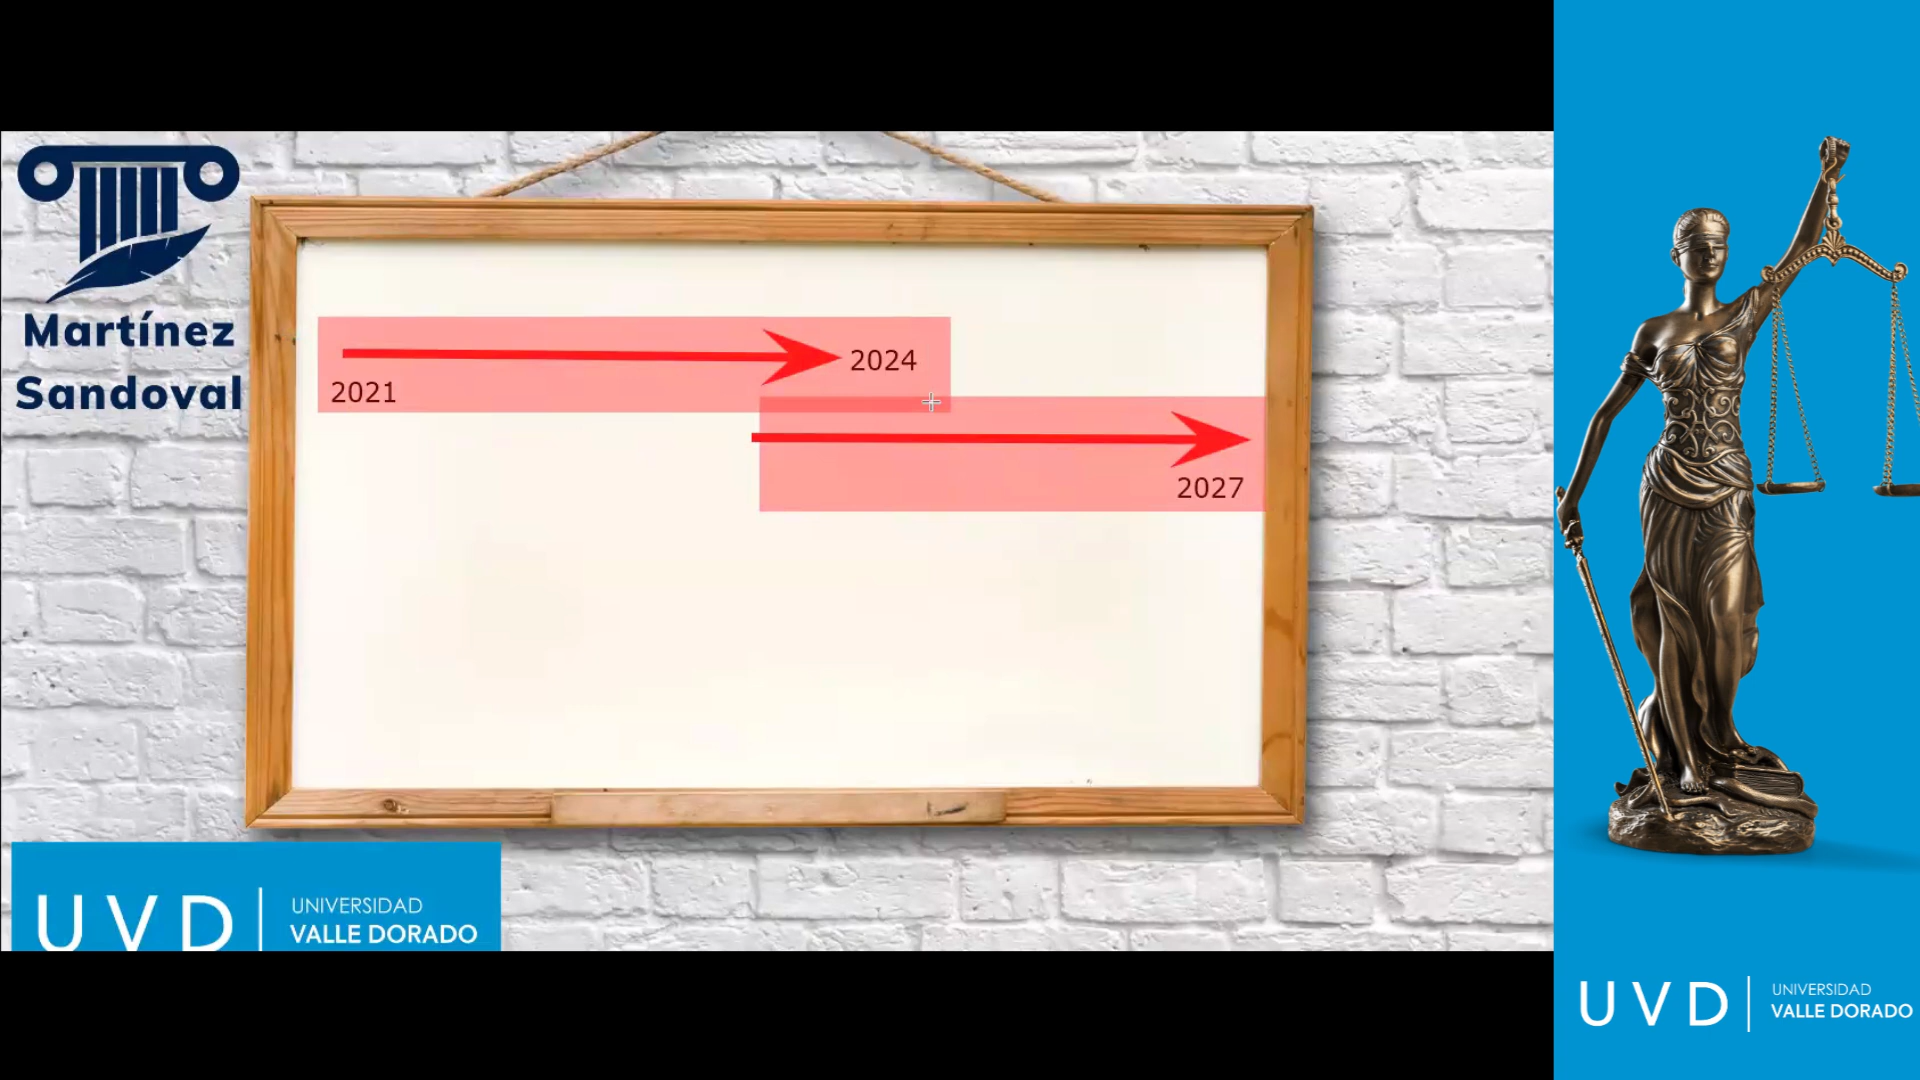 Martínez
Sandoval
2024
2021
2027
UVD
UNIVERSIDAD
VALLE DORADO
UVD
UNIVERSIDAD
VALLE DORADO